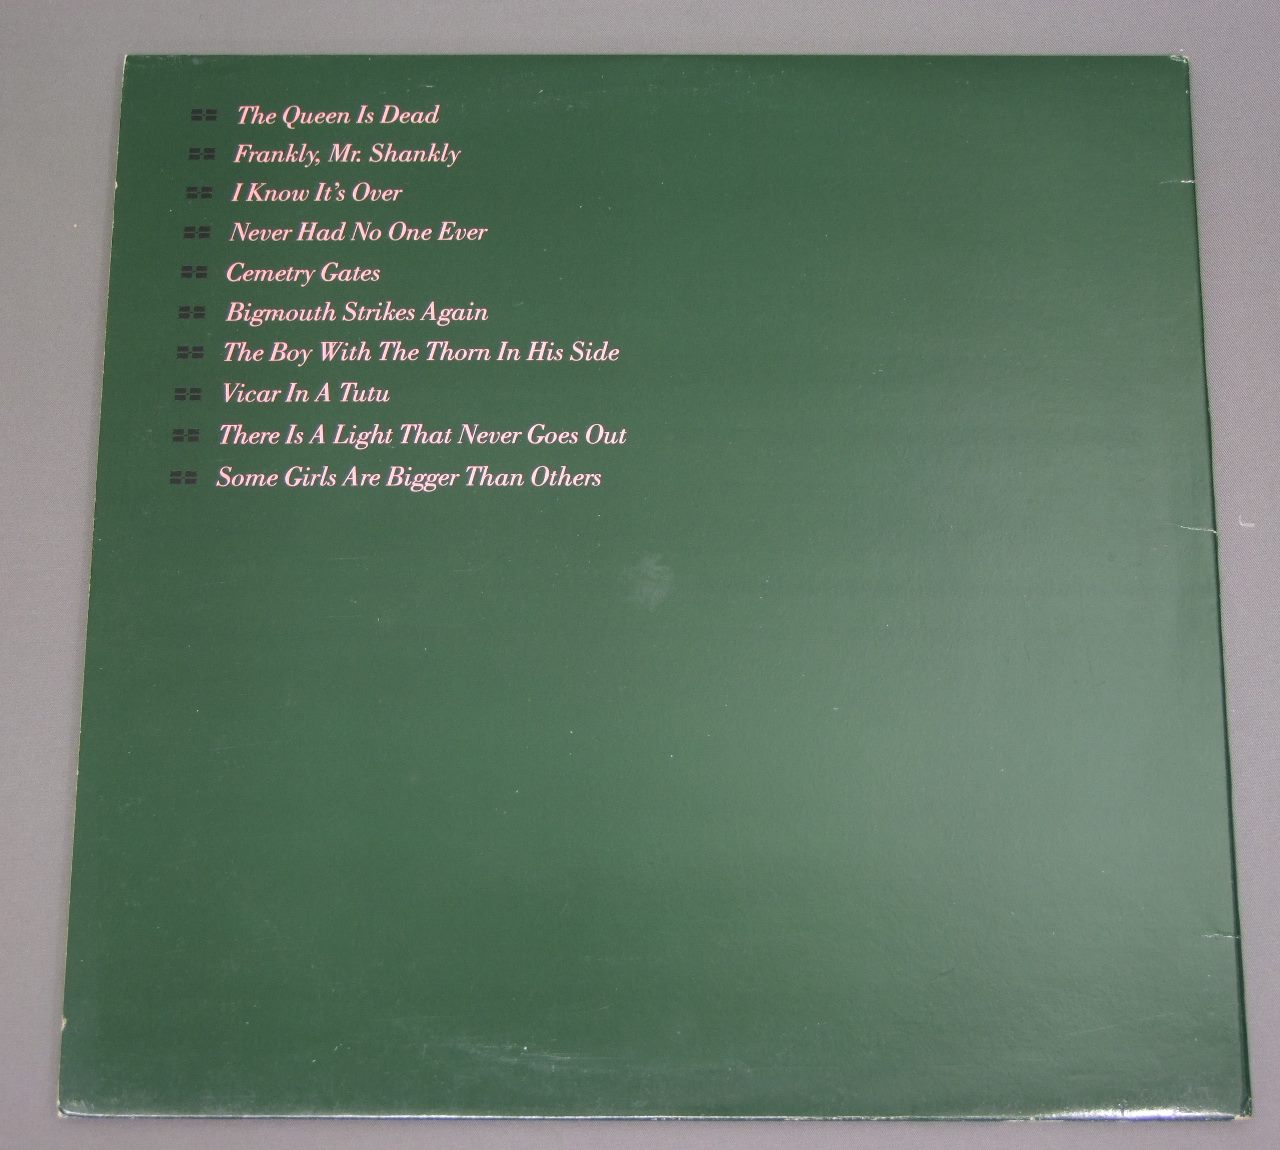 The Queen Is Dead
Frankly, Mr. Shankly
I Know It's Over
Never Had No One Ever
Cemetry Gates
Bigmouth Strikes Again
The Boy With The Thorn In His Side
Vicar In A Tutu
There Is A Light That Never Goes Out
Some Girls Are Bigger Than Others